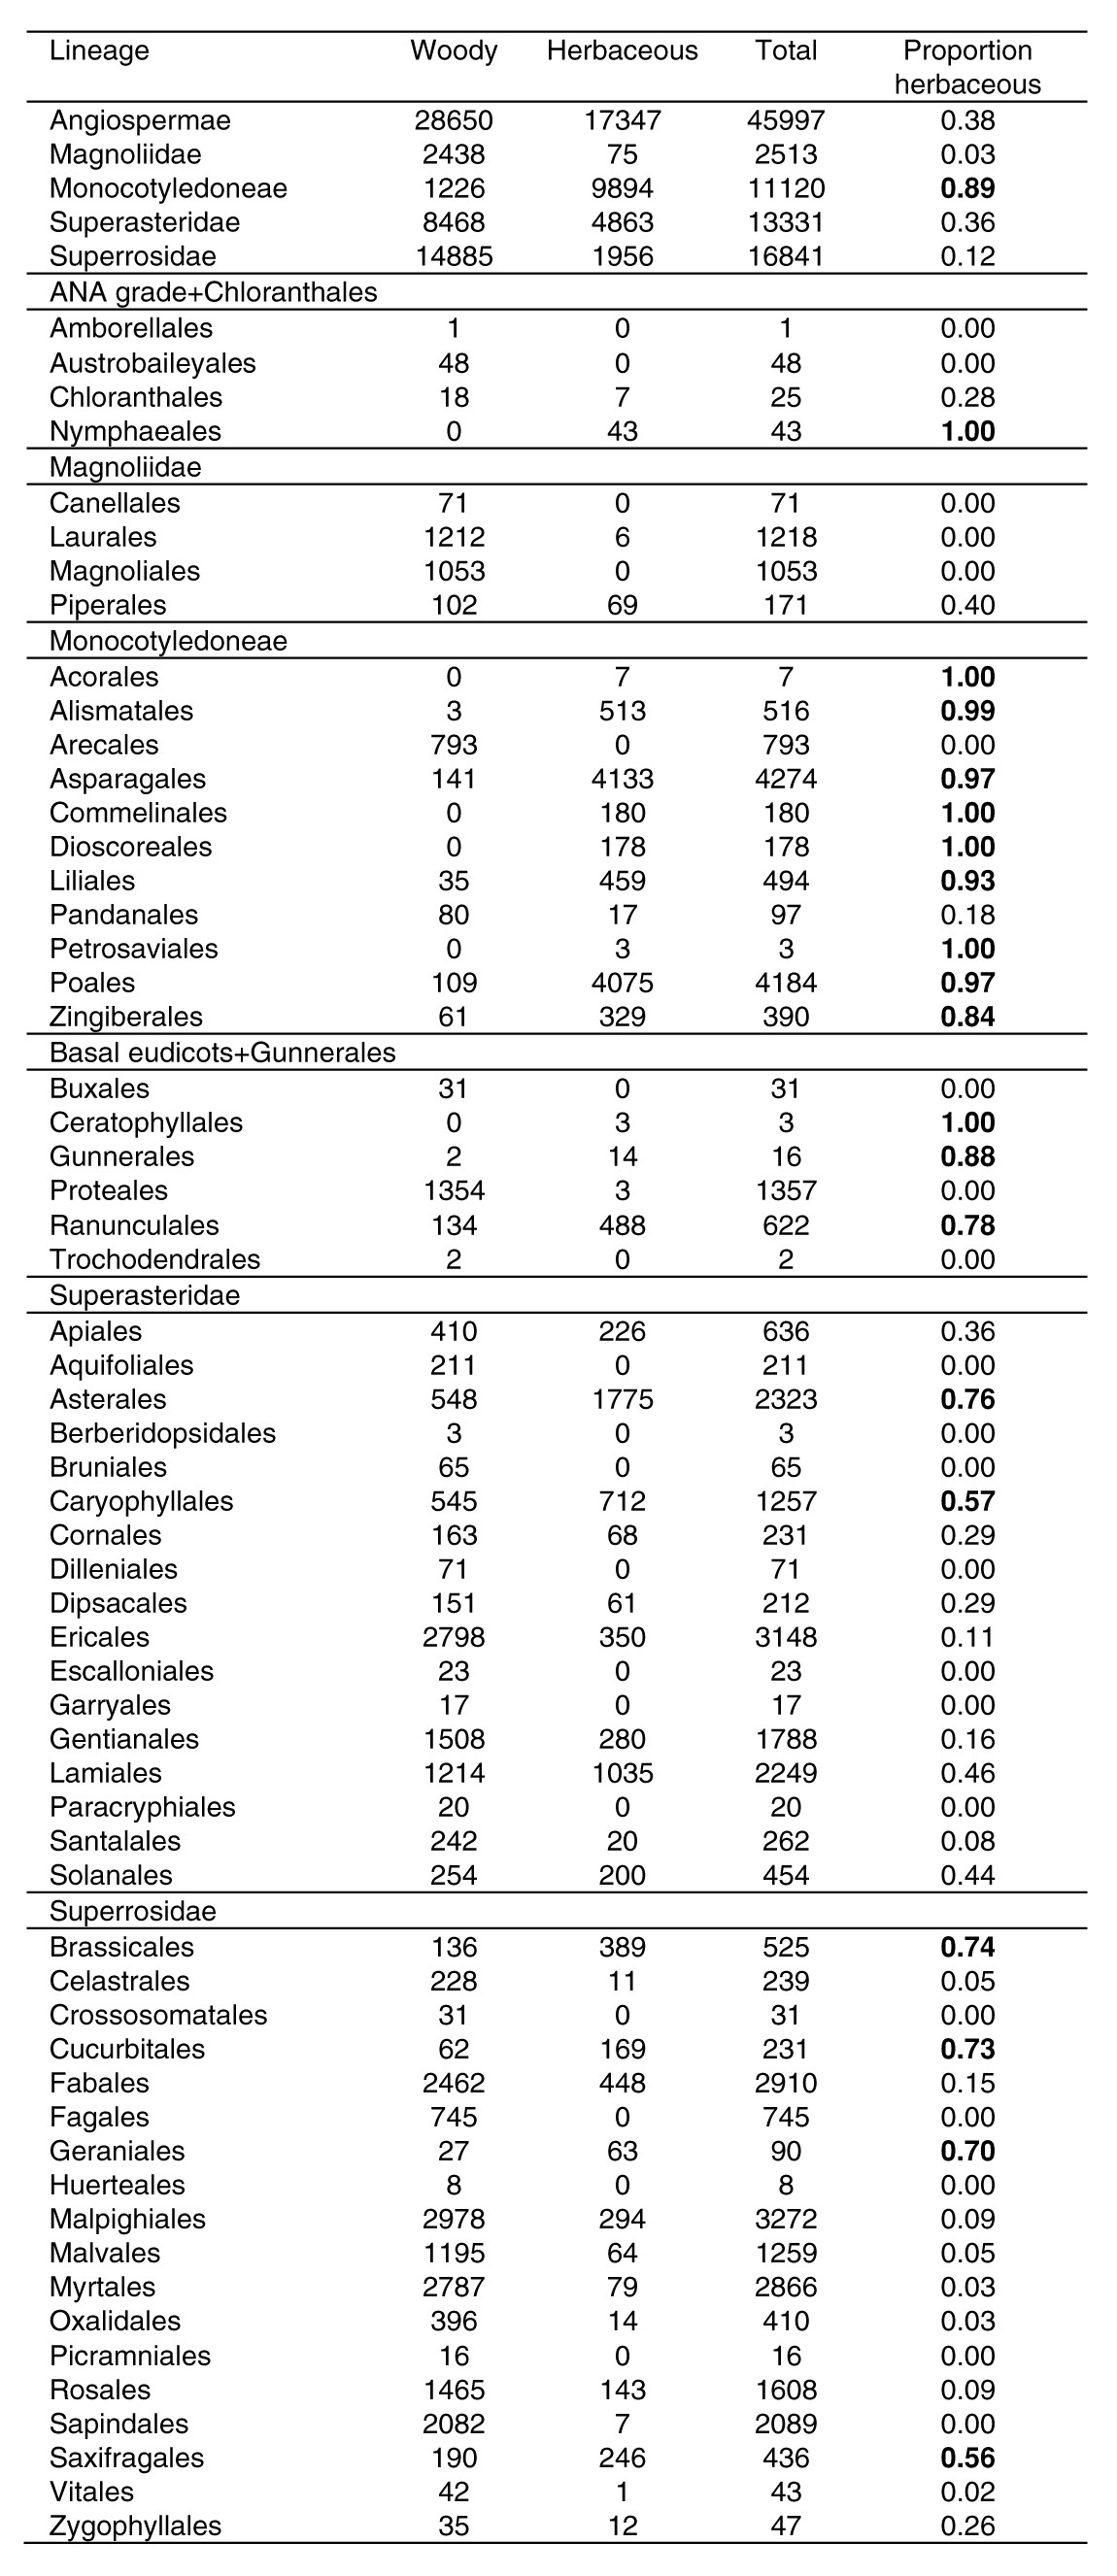 Lineage Woody Herbaceous Total Proportion
herbaceous
Angiospermae 28650 17347 45997 0.38
Magnoliidae 2438 75 2513 0.03
Monocotyledoneae 1226 9894 11120 0.89
Superasteridae 8468 4863 13331 0.36
Superrosidae 14885 1956 16841 0.12
ANA grade+Chloranthales
Amborellales 1 0 1 0.00
Austrobaileyales 48 0 48 0.00
Chloranthales 18 7 25 0.28
Nymphaeales 0 43 43 1.00
Magnoliidae
Canellales 71 0 71 0.00
Laurales 1212 6 1218 0.00
Magnoliales 1053 0 1053 0.00
Piperales 102 69 171 0.40
Monocotyledoneae
Acorales 0 7 7 1.00
Alismatales 3 513 516 0.99
Arecales 793 0 793 0.00
Asparagales 141 4133 4274 0.97
Commelinales 0 180 180 1.00
Dioscoreales 0 178 178 1.00
Liliales 35 459 494 0.93
Pandanales 80 17 97 0.18
Petrosaviales 0 3 3 1.00
Poales 109 4075 4184 0.97
Zingiberales 61 329 390 0.84
Basal eudicots+Gunnerales
Buxales 31 0 31 0.00
Ceratophyllales 0 3 3 1.00
Gunnerales 2 14 16 0.88
Proteales 1354 3 1357 0.00
Ranunculales 134 488 622 0.78
Trochodendrales 2 0 2 0.00
Superasteridae
Apiales 410 226 636 0.36
Aquifoliales 211 0 211 0.00
Asterales 548 1775 2323 0.76
Berberidopsidales 3 0 3 0.00
Bruniales 65 0 65 0.00
Caryophyllales 545 712 1257 0.57
Cornales 163 68 231 0.29
Dilleniales 71 0 71 0.00
Dipsacales 151 61 212 0.29
Ericales 2798 350 3148 0.11
Escalloniales 23 0 23 0.00
Garryales 17 0 17 0.00
Gentianales 1508 280 1788 0.16
Lamiales 1214 1035 2249 0.46
Paracryphiales 20 0 20 0.00
Santalales 242 20 262 0.08
Solanales 254 200 454 0.44
Superrosidae
Brassicales 136 389 525 0.74
Celastrales 228 11 239 0.05
Crossosomatales 31 0 31 0.00
Cucurbitales 62 169 231 0.73
Fabales 2462 448 2910 0.15
Fagales 745 0 745 0.00
Geraniales 27 63 90 0.70
Huerteales 8 0 8 0.00
Malpighiales 2978 294 3272 0.09
Malvales 1195 64 1259 0.05
Myrtales 2787 79 2866 0.03
Oxalidales 396 14 410 0.03
Picramniales 16 0 16 0.00
Rosales 1465 143 1608 0.09
Sapindales 2082 7 2089 0.00
Saxifragales 190 246 436 0.56
Vitales 42 1 43 0.02
Zygophyllales 35 12 47 0.26